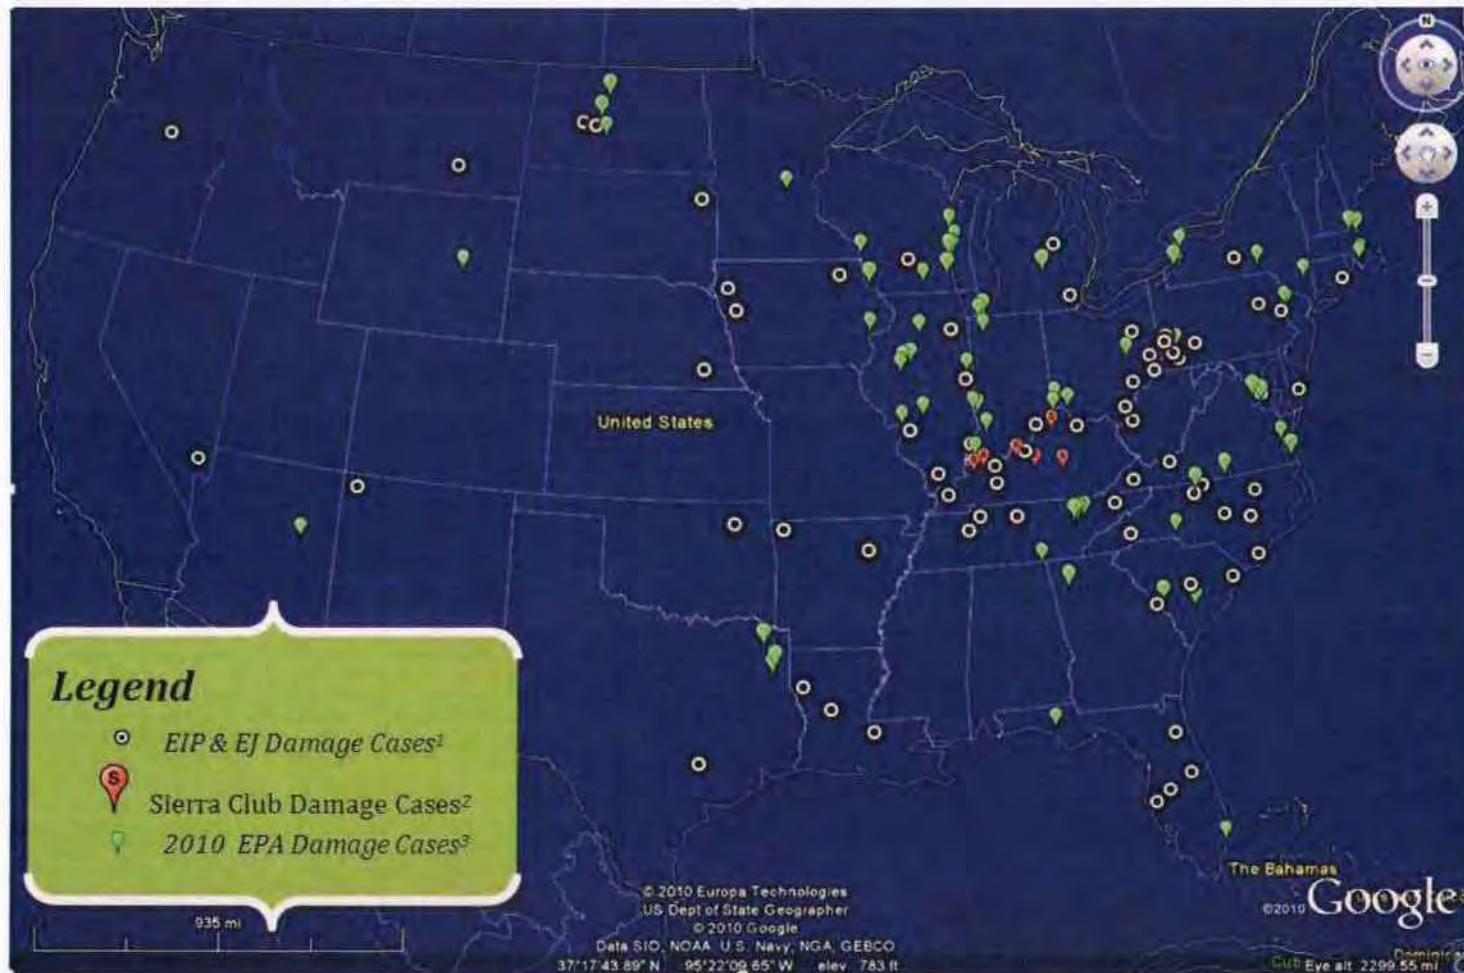 N
United States
Legend
EIP & EJ Damage Cases¹
S
Sierra Club Damage Cases²
2010 EPA Damage Cases³
935 mi
The Bahamas
© 2010 Europa Technologies
US Dept of State Geographer
© 2010 Google
Data SIO, NOAA, U.S. Navy, NGA, GEBCO
37°17'43.89" N 95°22'09.65" W elev 783 ft
©2010 Google
Eye alt 2299.55 mi